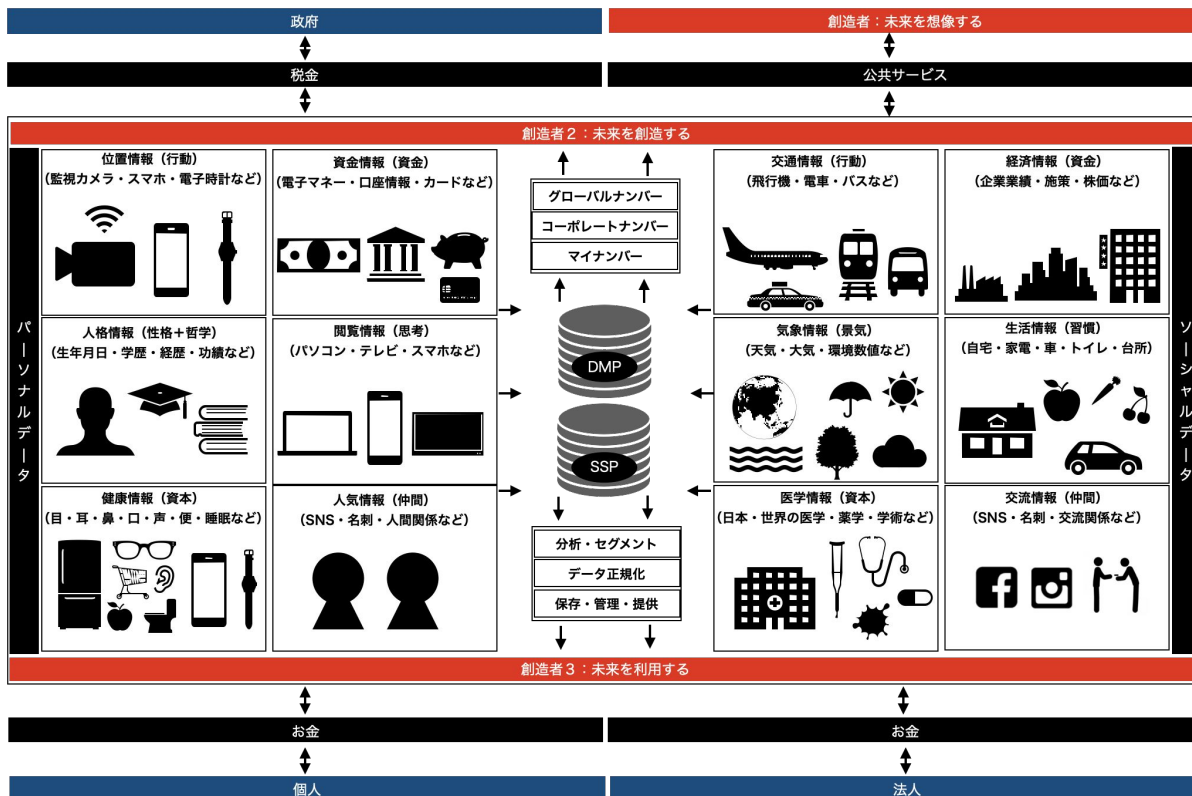 政府
創造者：未来を想像する
税金
公共サービス
創造者２：未来を創造する
パーソナルデータ
位置情報（行動）
（監視カメラ・スマホ・電子時計など）
資金情報（資金）
（電子マネー・口座情報・カードなど）
人格情報（性格＋哲学）
（生年月日・学歴・経歴・功績など）
閲覧情報（思考）
（パソコン・テレビ・スマホなど）
健康情報（資本）
（目・耳・鼻・口・声・便・睡眠など）
人気情報（仲間）
（SNS・名刺・人間関係など）
グローバルナンバー
コーポレートナンバー
マイナンバー
DMP
SSP
分析・セグメント
データ正規化
保存・管理・提供
交通情報（行動）
（飛行機・電車・バスなど）
経済情報（資金）
（企業業績・施策・株価など）
気象情報（景気）
（天気・大気・環境数値など）
生活情報（習慣）
（自宅・家電・車・トイレ・台所）
医学情報（資本）
（日本・世界の医学・薬学・学術など）
交流情報（仲間）
（SNS・名刺・交流関係など）
ソーシャルデータ
創造者３：未来を利用する
お金
お金
個人
法人